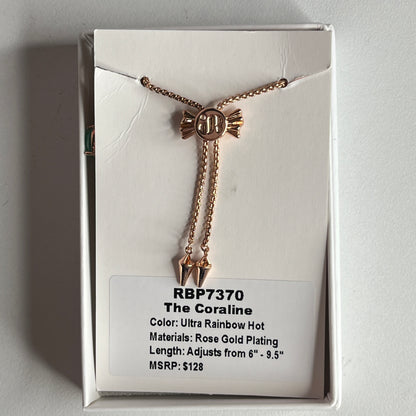 RBP7370
The Coraline
Color: Ultra Rainbow Hot
Materials: Rose Gold Plating
Length: Adjusts from 6" - 9.5"
MSRP: $128